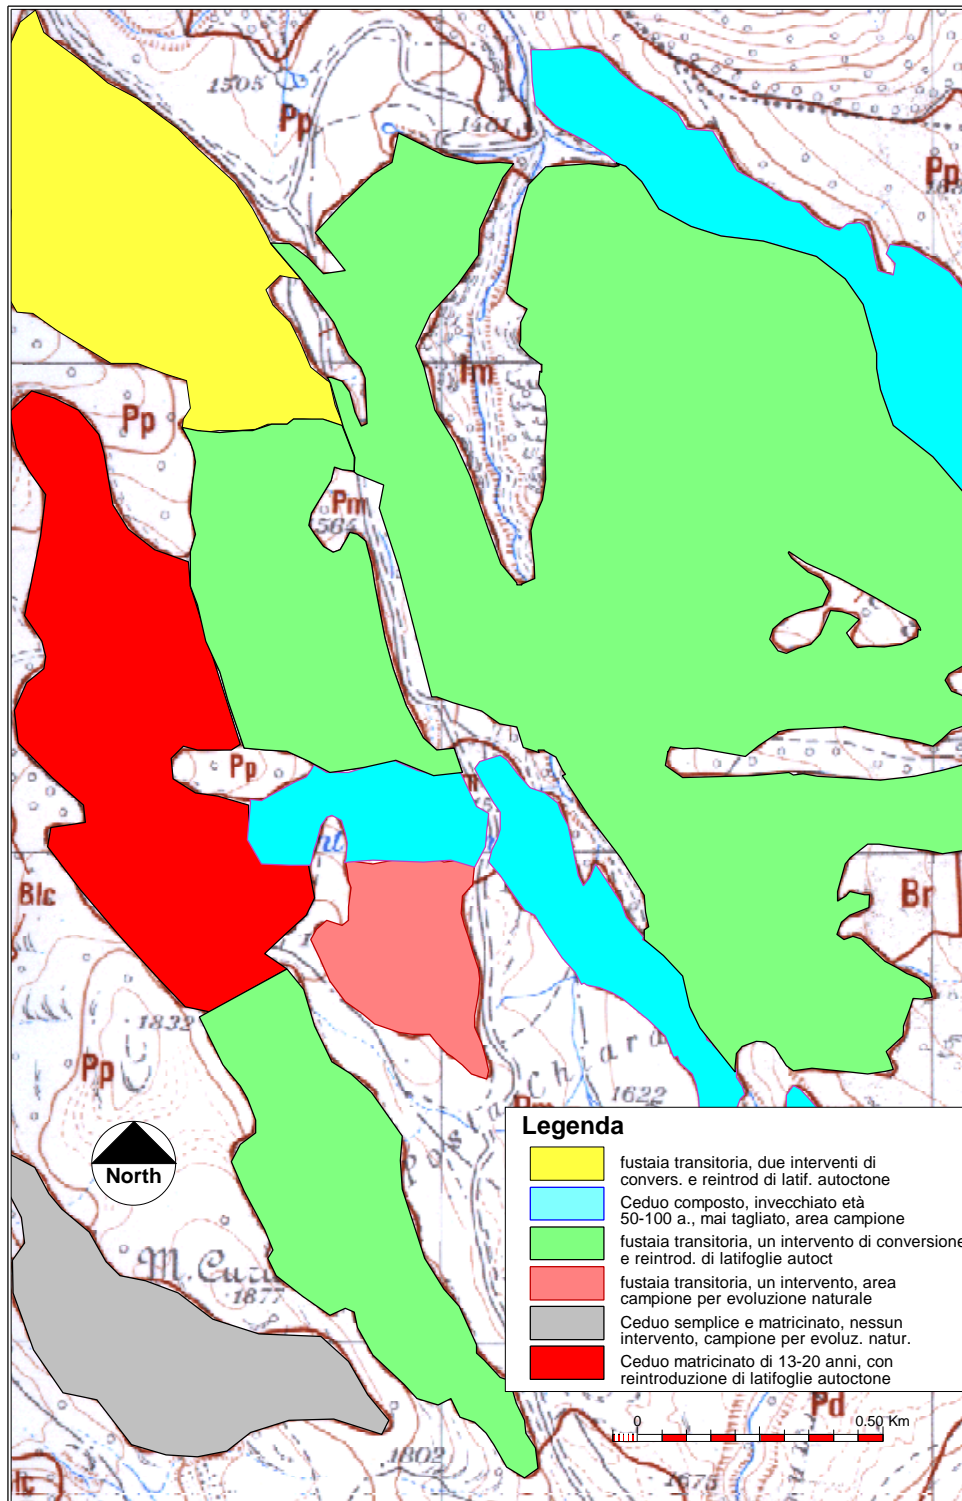 1505
Pp
1481
Pp
Im
Pp
Pm
564
Pp
Blc
Br
1832
Pp
Chiara
1622
Legenda
fustaia transitoria, due interventi di
convers. e reintrod di latif. autoctone
Ceduo composto, invecchiato età
50-100 a., mai tagliato, area campione
fustaia transitoria, un intervento di conversione
e reintrod. di latifoglie autoct
fustaia transitoria, un intervento, area
campione per evoluzione naturale
Ceduo semplice e matricinato, nessun
intervento, campione per evoluz. natur.
Ceduo matricinato di 13-20 anni, con
reintroduzione di latifoglie autoctone
North
M. Cu
1877
Pd
0 0.50 Km
1802
1675